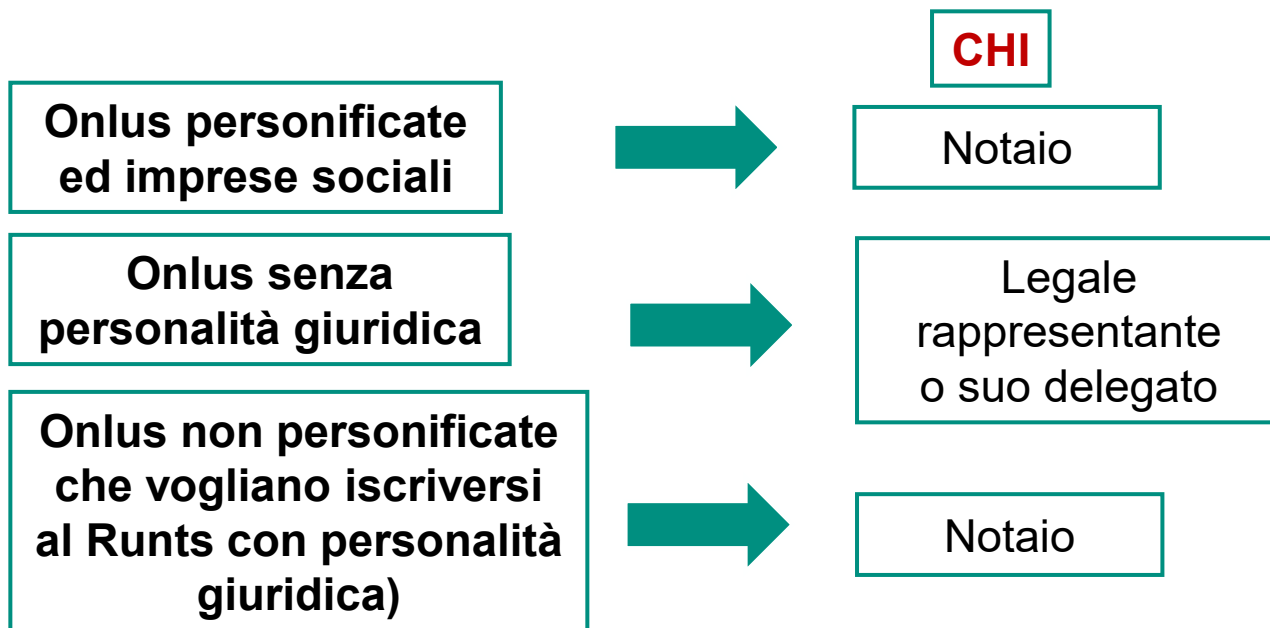 CHI
Onlus personificate
ed imprese sociali
Notaio
Onlus senza
personalità giuridica
Legale
rappresentante
o suo delegato
Onlus non personificate
che vogliano iscriversi
al Runts con personalità
giuridica)
Notaio